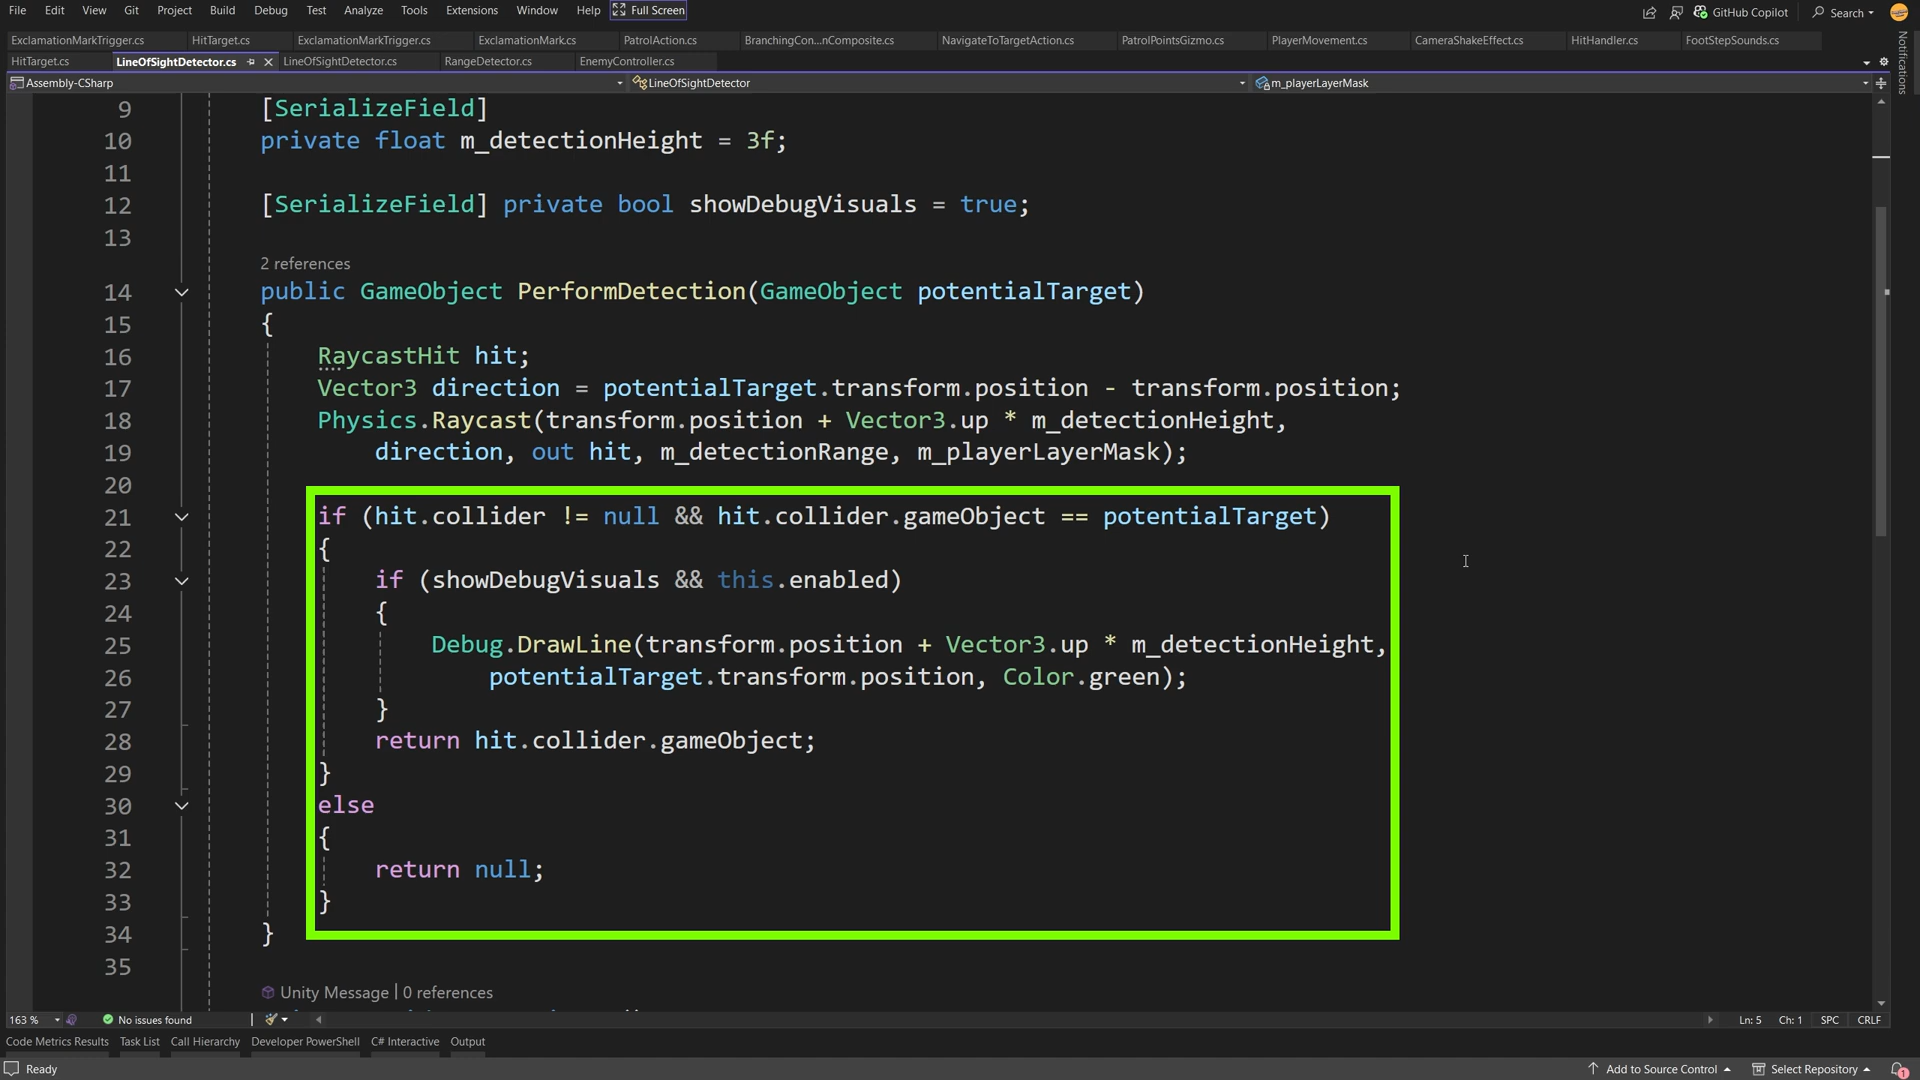 File Edit View Git Project Build Debug Test Analyze Tools Extensions Window Help Full Screen GitHub Copilot Search
ExclamationMarkTrigger.cs HitTarget.cs ExclamationMarkTrigger.cs ExclamationMark.cs PatrolAction.cs BranchingCon...nComposite.cs NavigateToTargetAction.cs PatrolPointsGizmo.cs PlayerMovement.cs CameraShakeEffect.cs HitHandler.cs FootStepSounds.cs
HitTarget.cs LineOfSightDetector.cs LineOfSightDetector.cs RangeDetector.cs EnemyController.cs
Notifications
Assembly-CSharp LineOfSightDetector m_playerLayerMask
9 [SerializeField]
10 private float m_detectionHeight = 3f;
11
12 [SerializeField] private bool showDebugVisuals = true;
13
2 references
14 public GameObject PerformDetection(GameObject potentialTarget)
15 {
16 RaycastHit hit;
17 Vector3 direction = potentialTarget.transform.position - transform.position;
18 Physics.Raycast(transform.position + Vector3.up * m_detectionHeight,
19 direction, out hit, m_detectionRange, m_playerLayerMask);
20
21 if (hit.collider != null && hit.collider.gameObject == potentialTarget)
22 {
23 if (showDebugVisuals && this.enabled)
24 {
25 Debug.DrawLine(transform.position + Vector3.up * m_detectionHeight,
26 potentialTarget.transform.position, Color.green);
27 }
28 return hit.collider.gameObject;
29 }
30 else
31 {
32 return null;
33 }
34 }
35
Unity Message | 0 references
163 % No issues found Ln: 5 Ch: 1 SPC CRLF
Code Metrics Results Task List Call Hierarchy Developer PowerShell C# Interactive Output
Ready Add to Source Control Select Repository 1